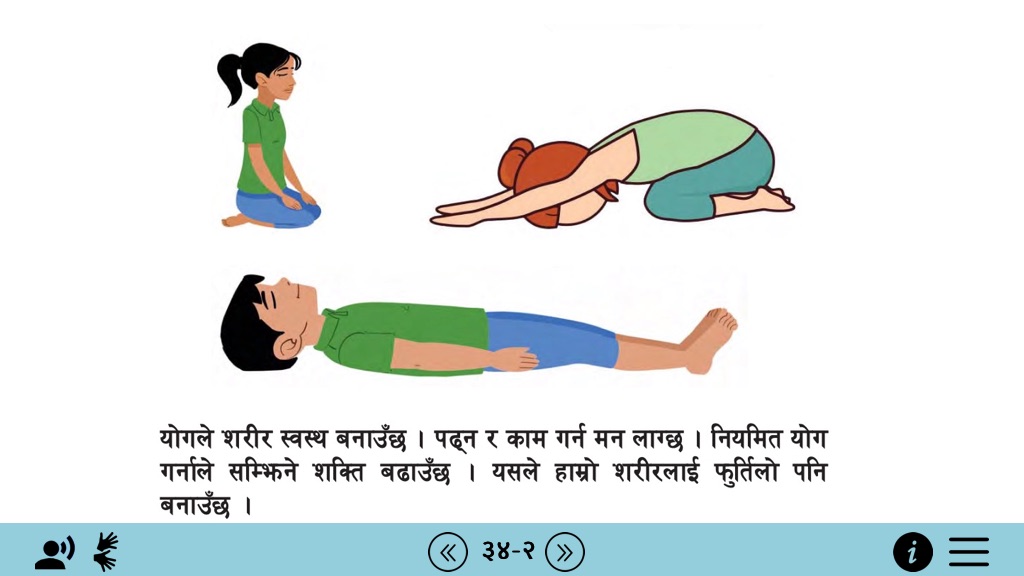 योगले शरीर स्वस्थ बनाउँछ । पढ्न र काम गर्न मन लाग्छ । नियमित योग
गर्नाले सम्झिने शक्ति बढाउँछ । यसले हाम्रो शरीरलाई फुर्तिलो पनि
बनाउँछ ।
३४-२